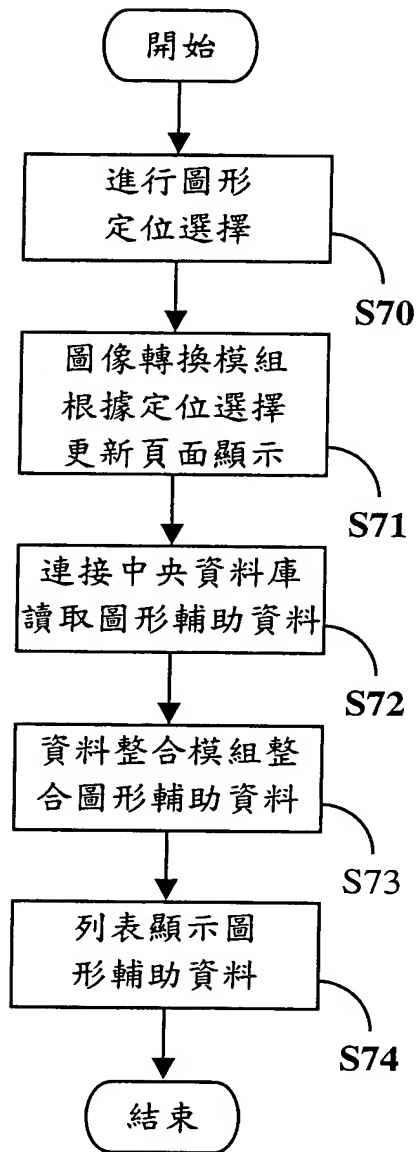 開始
進行圖形
定位選擇
S70
圖像轉換模組
根據定位選擇
更新頁面顯示
S71
連接中央資料庫
讀取圖形輔助資料
S72
資料整合模組整
合圖形輔助資料
S73
列表顯示圖
形輔助資料
S74
結束